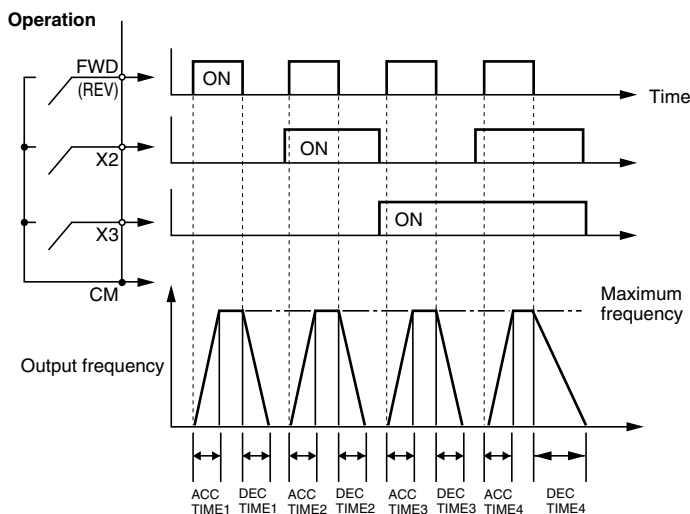 Operation
FWD
(REV)
ON
Time
X2
ON
X3
ON
CM
Maximum
frequency
Output frequency
ACC
TIME1
DEC
TIME1
ACC
TIME2
DEC
TIME2
ACC
TIME3
DEC
TIME3
ACC
TIME4
DEC
TIME4